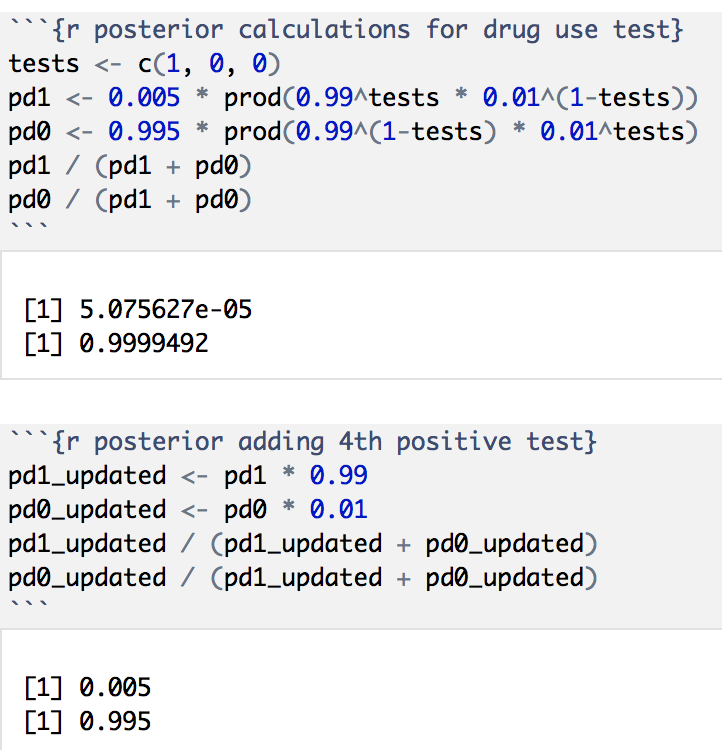 ```{r posterior calculations for drug use test}
tests <- c(1, 0, 0)
pd1 <- 0.005 * prod(0.99^tests * 0.01^(1-tests))
pd0 <- 0.995 * prod(0.99^(1-tests) * 0.01^tests)
pd1 / (pd1 + pd0)
pd0 / (pd1 + pd0)
```
[1] 5.075627e-05
[1] 0.9999492
```{r posterior adding 4th positive test}
pd1_updated <- pd1 * 0.99
pd0_updated <- pd0 * 0.01
pd1_updated / (pd1_updated + pd0_updated)
pd0_updated / (pd1_updated + pd0_updated)
```
[1] 0.005
[1] 0.995